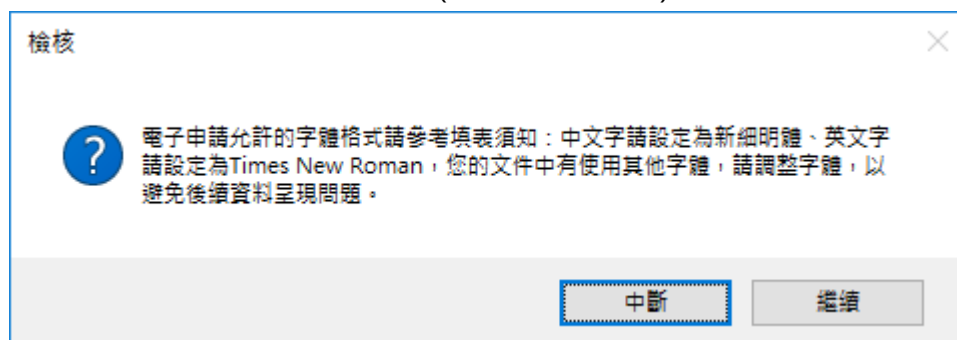 檢核
電子申請允許的字體格式請參考填表須知：中文字請設定為新細明體、英文字
請設定為Times New Roman，您的文件中有使用其他字體，請調整字體，以
避免後續資料呈現問題。
中斷
繼續